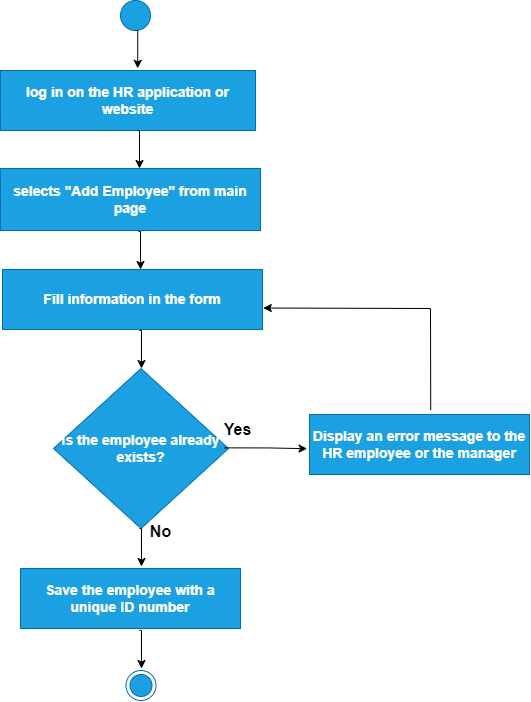 log in on the HR application or
website
selects "Add Employee" from main
page
Fill information in the form
Is the employee already
exists?
Yes
Display an error message to the
HR employee or the manager
No
Save the employee with a
unique ID number